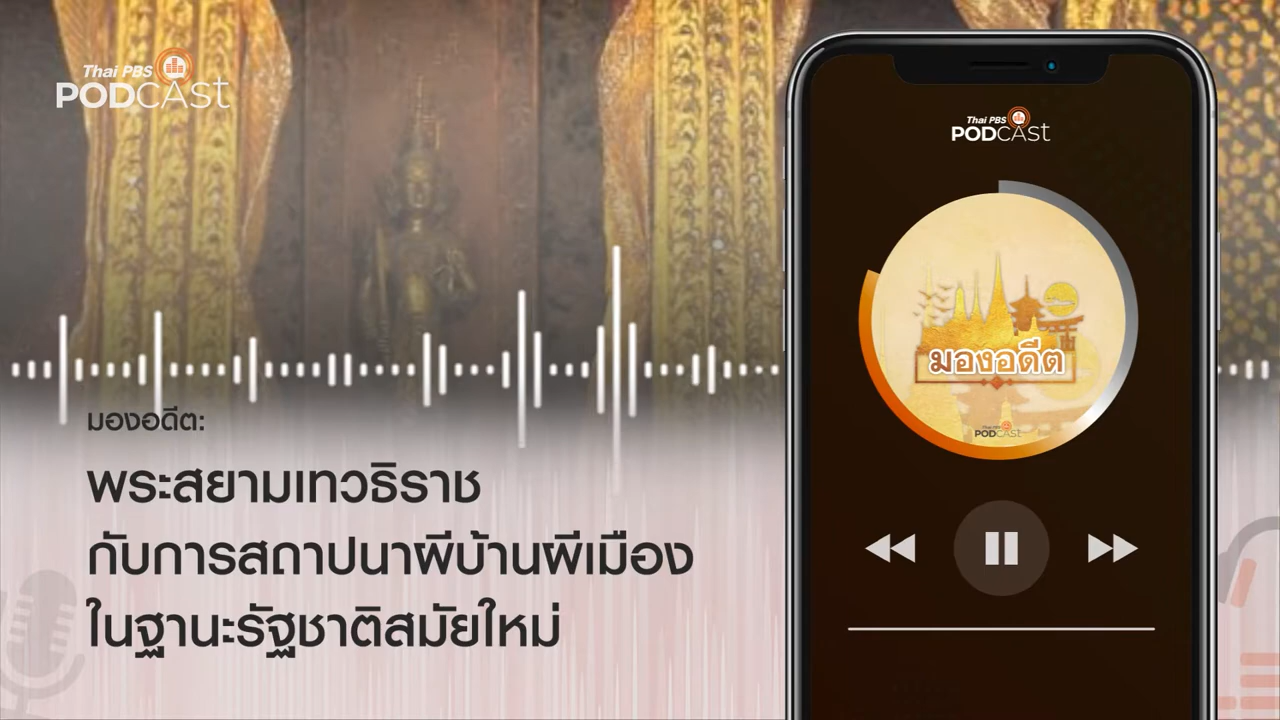 Thai PBS
PODCAST
Thai PBS
PODCAST
มองอดีต
Thai PBS
PODCAST
มองอดีต:
พระสยามเทวธิราช
กับการสถาปนาผีบ้านผีเมือง
ในฐานะรัฐชาติสมัยใหม่